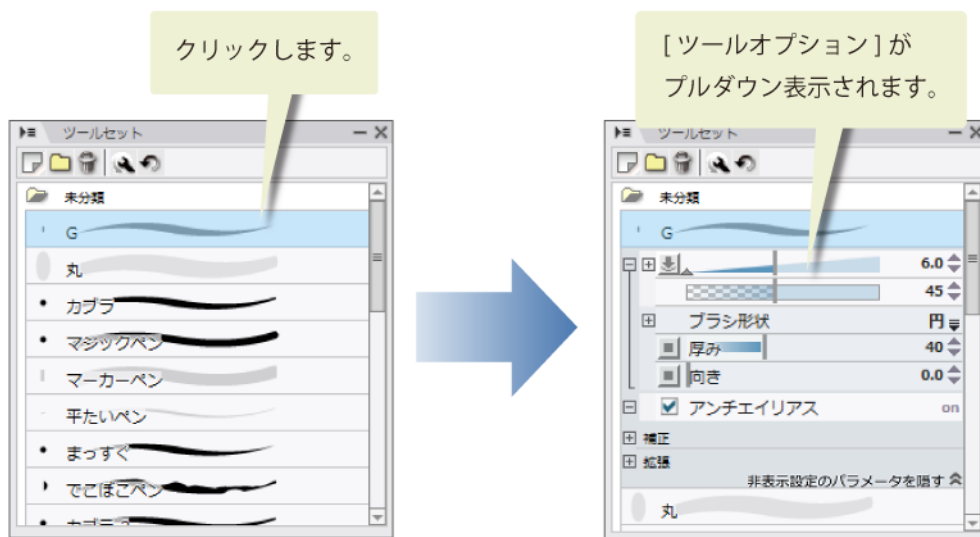 クリックします。
[ツールオプション]が
プルダウン表示されます。
ツールセット
未分類
G
丸
カブラ
マジックペン
マーカーペン
平たいペン
まっすぐ
でこぼこペン
ツールセット
未分類
G
6.0
45
ブラシ形状 円
厚み 40
向き 0.0
アンチエイリアス on
補正
拡張
非表示設定のパラメータを隠す
丸